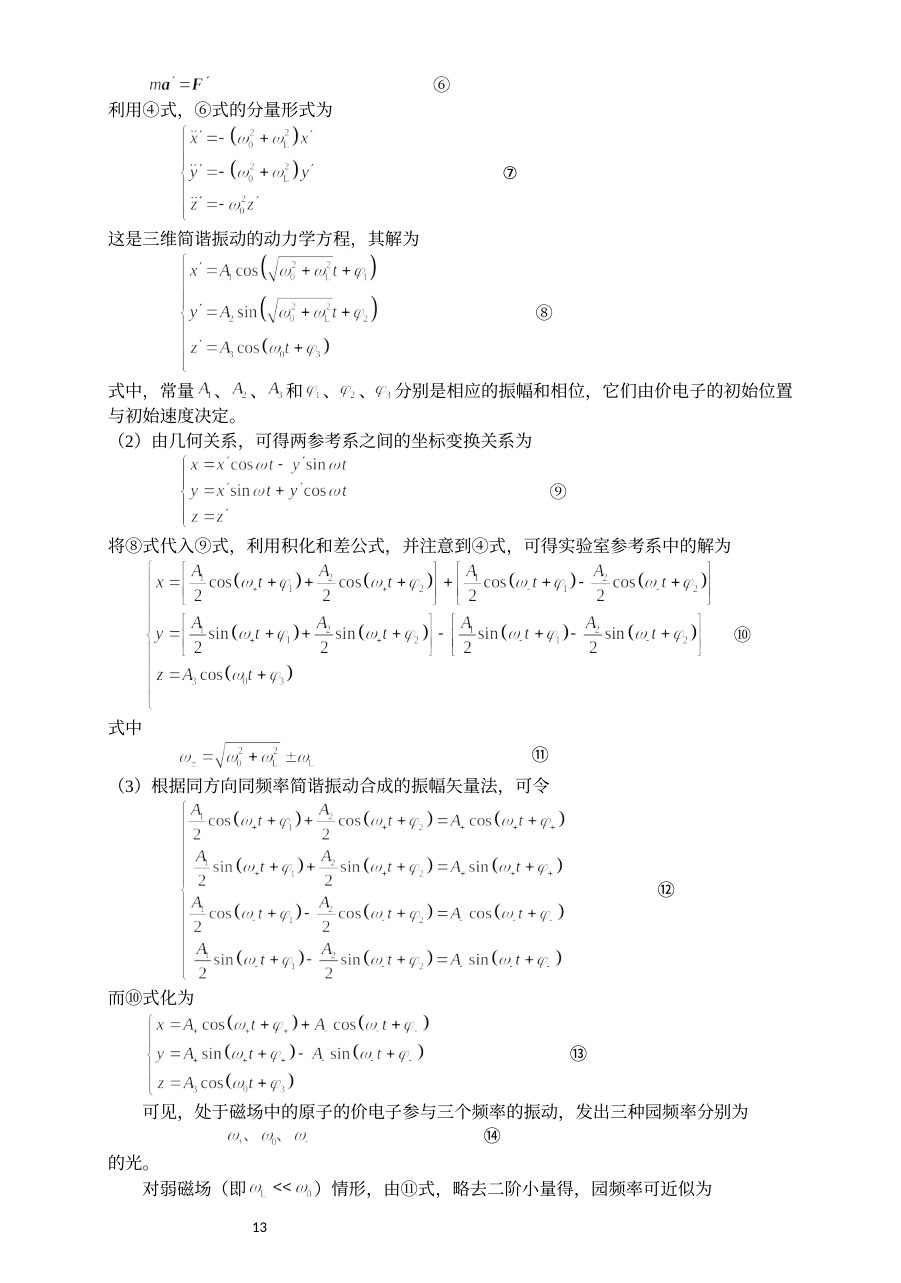 ma´=F´ ⑥
利用④式，⑥式的分量形式为
ẍ´=-(ω₀²+ω_L²)x´
ÿ´=-(ω₀²+ω_L²)y´ ⑦
z̈´=-ω₀²z´
这是三维简谐振动的动力学方程，其解为
x´=A₁cos(√(ω₀²+ω_L²)t+φ₁)
y´=A₂sin(√(ω₀²+ω_L²)t+φ₂) ⑧
z´=A₃cos(ω₀t+φ₃)
式中，常量 A₁、A₂、A₃ 和 φ₁、φ₂、φ₃ 分别是相应的振幅和相位，它们由价电子的初始位置
与初始速度决定。
（2）由几何关系，可得两参考系之间的坐标变换关系为
x=x´cosωt-y´sinωt
y=x´sinωt+y´cosωt ⑨
z=z´
将⑧式代入⑨式，利用积化和差公式，并注意到④式，可得实验室参考系中的解为
x=[A₁/2 cos(ω₊t+φ₁)+A₂/2 cos(ω₊t+φ₂)]+[A₁/2 cos(ω₋t+φ₁)-A₂/2 cos(ω₋t+φ₂)]
y=[A₁/2 sin(ω₊t+φ₁)+A₂/2 sin(ω₊t+φ₂)]-[A₁/2 sin(ω₋t+φ₁)-A₂/2 sin(ω₋t+φ₂)] ⑩
z=A₃cos(ω₀t+φ₃)
式中
ω±=√(ω₀²+ω_L²)±ω_L ⑪
（3）根据同方向同频率简谐振动合成的振幅矢量法，可令
A₁/2 cos(ω₊t+φ₁)+A₂/2 cos(ω₊t+φ₂)=A₊cos(ω₊t+φ₊)
A₁/2 sin(ω₊t+φ₁)+A₂/2 sin(ω₊t+φ₂)=A₊sin(ω₊t+φ₊)
⑫
A₁/2 cos(ω₋t+φ₁)-A₂/2 cos(ω₋t+φ₂)=A₋cos(ω₋t+φ₋)
A₁/2 sin(ω₋t+φ₁)-A₂/2 sin(ω₋t+φ₂)=A₋sin(ω₋t+φ₋)
而⑩式化为
x=A₊cos(ω₊t+φ₊)+A₋cos(ω₋t+φ₋)
y=A₊sin(ω₊t+φ₊)-A₋sin(ω₋t+φ₋) ⑬
z=A₃cos(ω₀t+φ₃)
可见，处于磁场中的原子的价电子参与三个频率的振动，发出三种园频率分别为
ω₊、ω₀、ω₋ ⑭
的光。
对弱磁场（即 ω_L << ω₀）情形，由⑪式，略去二阶小量得，园频率可近似为
13